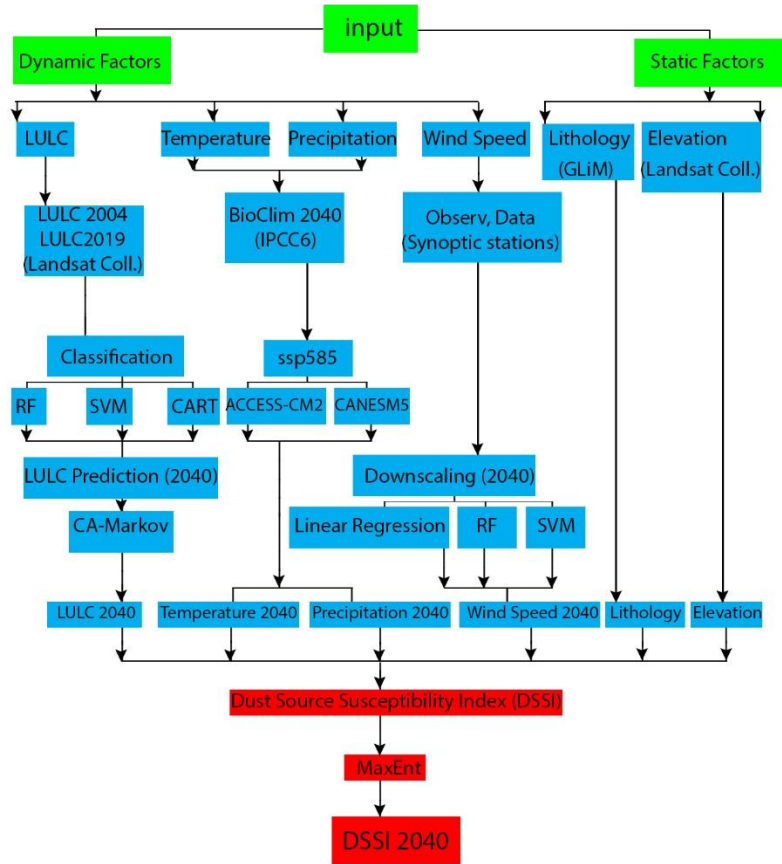 input
Dynamic Factors
Static Factors
LULC
Temperature
Precipitation
Wind Speed
Lithology
(GLiM)
Elevation
(Landsat Coll.)
LULC 2004
LULC2019
(Landsat Coll.)
BioClim 2040
(IPCC6)
Observ, Data
(Synoptic stations)
Classification
ssp585
RF
SVM
CART
ACCESS-CM2
CANESM5
LULC Prediction (2040)
Downscaling (2040)
CA-Markov
Linear Regression
RF
SVM
LULC 2040
Temperature 2040
Precipitation 2040
Wind Speed 2040
Lithology
Elevation
Dust Source Susceptibility Index (DSSI)
MaxEnt
DSSI 2040